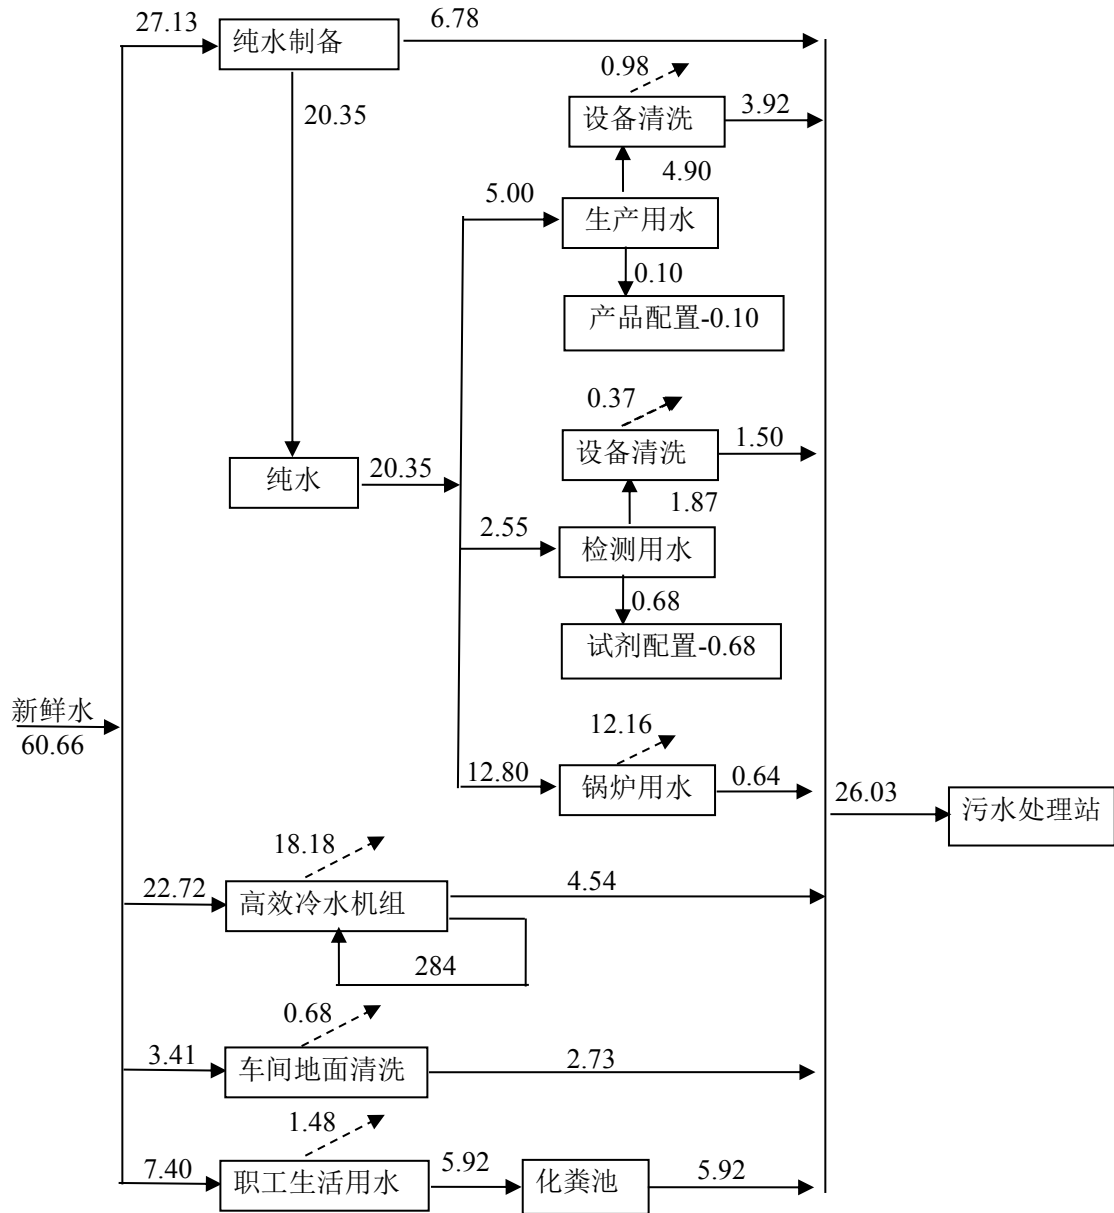 27.13
纯水制备
6.78
20.35
0.98
设备清洗
3.92
4.90
5.00
生产用水
0.10
产品配置-0.10
0.37
设备清洗
1.50
纯水
20.35
1.87
2.55
检测用水
0.68
试剂配置-0.68
新鲜水
60.66
12.16
12.80
锅炉用水
0.64
26.03
污水处理站
18.18
22.72
高效冷水机组
4.54
284
0.68
3.41
车间地面清洗
2.73
1.48
7.40
职工生活用水
5.92
化粪池
5.92